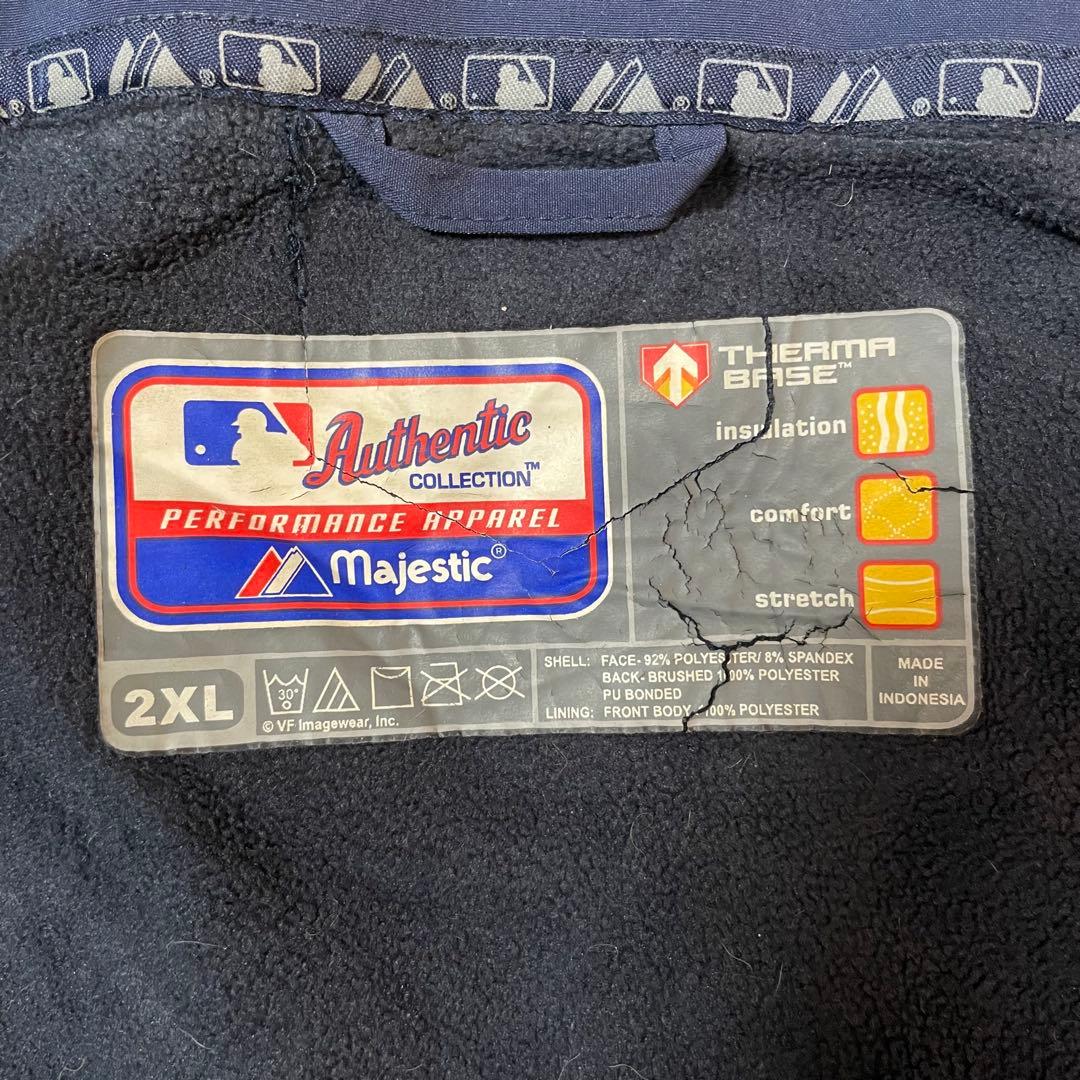 Authentic
COLLECTION™
PERFORMANCE APPAREL
Majestic®
THERMA
BASE™
insulation
comfort
stretch
2XL
30°
© VF Imagewear, Inc.
SHELL: FACE- 92% POLYESTER/ 8% SPANDEX
BACK- BRUSHED 100% POLYESTER
PU BONDED
LINING: FRONT BODY - 100% POLYESTER
MADE
IN
INDONESIA